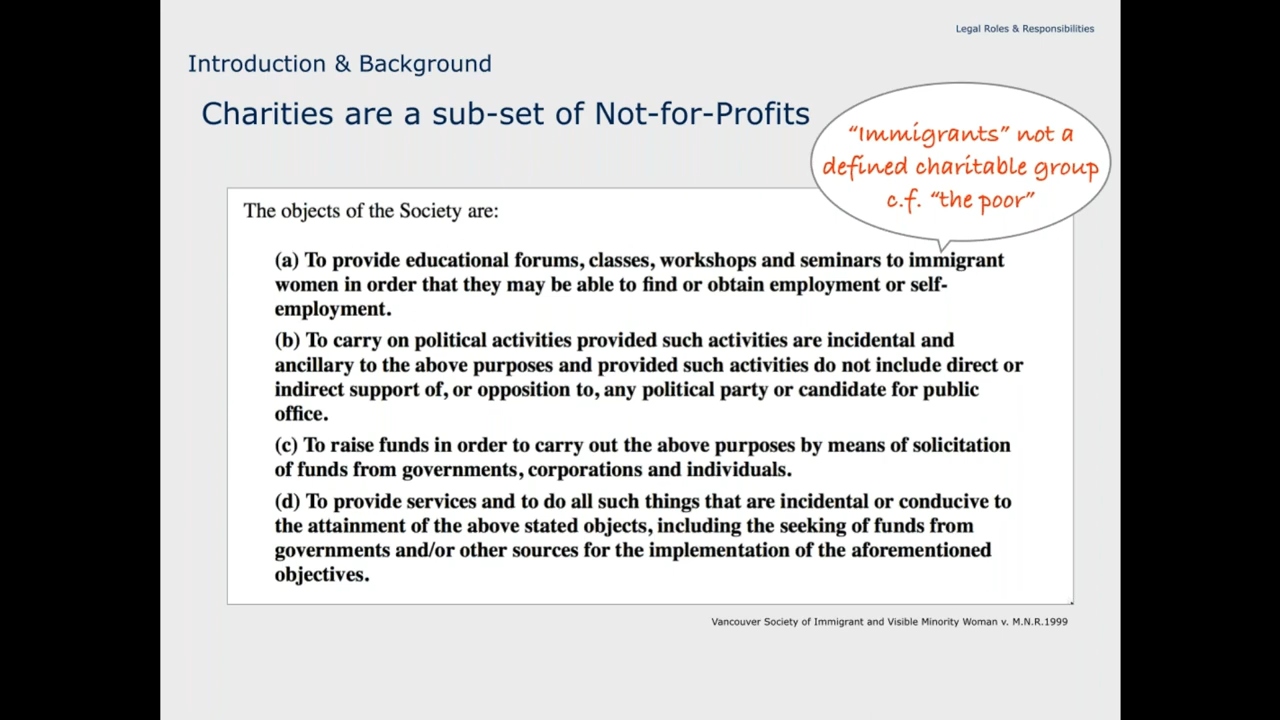 Legal Roles & Responsibilities
Introduction & Background
Charities are a sub-set of Not-for-Profits
“Immigrants” not a
defined charitable group
c.f. “the poor”
The objects of the Society are:
(a) To provide educational forums, classes, workshops and seminars to immigrant
women in order that they may be able to find or obtain employment or self-
employment.
(b) To carry on political activities provided such activities are incidental and
ancillary to the above purposes and provided such activities do not include direct or
indirect support of, or opposition to, any political party or candidate for public
office.
(c) To raise funds in order to carry out the above purposes by means of solicitation
of funds from governments, corporations and individuals.
(d) To provide services and to do all such things that are incidental or conducive to
the attainment of the above stated objects, including the seeking of funds from
governments and/or other sources for the implementation of the aforementioned
objectives.
Vancouver Society of Immigrant and Visible Minority Woman v. M.N.R.1999